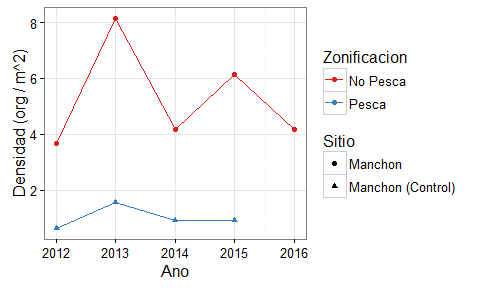 8
6
4
2
Densidad (org / m^2)
2012 2013 2014 2015 2016
Ano
Zonificacion
No Pesca
Pesca
Sitio
Manchon
Manchon (Control)